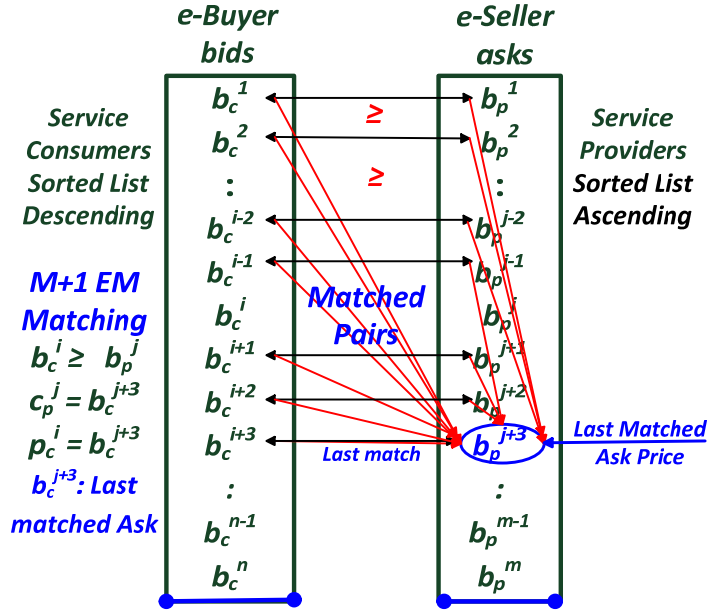 e-Buyer
bids
e-Seller
asks
b_c^1
b_c^2
:
b_c^{i-2}
b_c^{i-1}
b_c^i
b_c^{i+1}
b_c^{i+2}
b_c^{i+3}
:
b_c^{n-1}
b_c^n
b_p^1
b_p^2
:
b_p^{j-2}
b_p^{j-1}
b_p^j
b_p^{j+1}
b_p^{j+2}
b_p^{j+3}
:
b_p^{m-1}
b_p^m
≥
≥
Matched
Pairs
Last match
Service
Consumers
Sorted List
Descending
M+1 EM
Matching
b_c^i ≥ b_p^j
c_p^j = b_c^{j+3}
p_c^i = b_c^{j+3}
b_c^{j+3}: Last
matched Ask
Service
Providers
Sorted List
Ascending
Last Matched
Ask Price